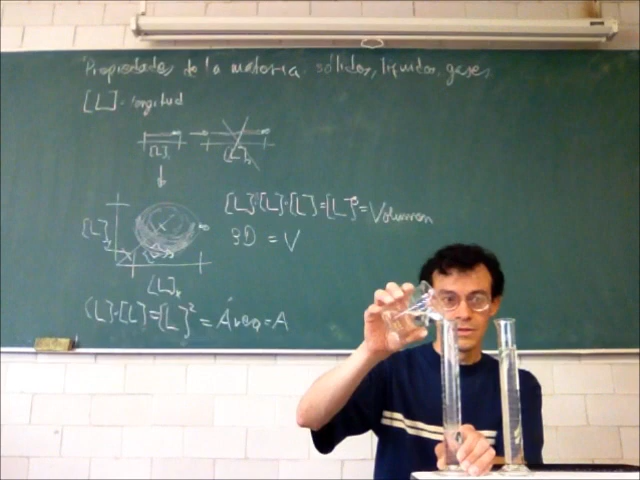 Propiedades de la materia. sólidos, líquidos, gases
[L]. longitud
[L]ₓ [L]ₓ
[L]·[L]·[L]=[L]³=Volumen
3D = V
[L]ₓ
[L]·[L]=[L]²=Área=A